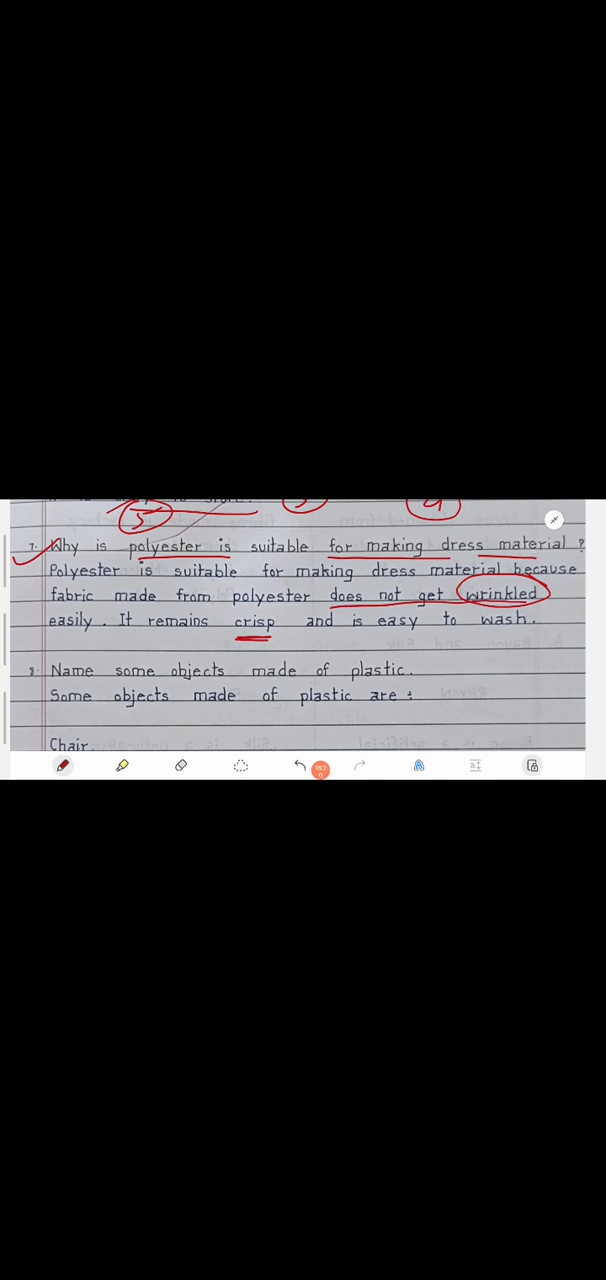 5
4
7. Why is polyester is suitable for making dress material ?
Polyester is suitable for making dress material because
fabric made from polyester does not get wrinkled
easily. It remains crisp and is easy to wash.
8. Name some objects made of plastic.
Some objects made of plastic are :
Chair,